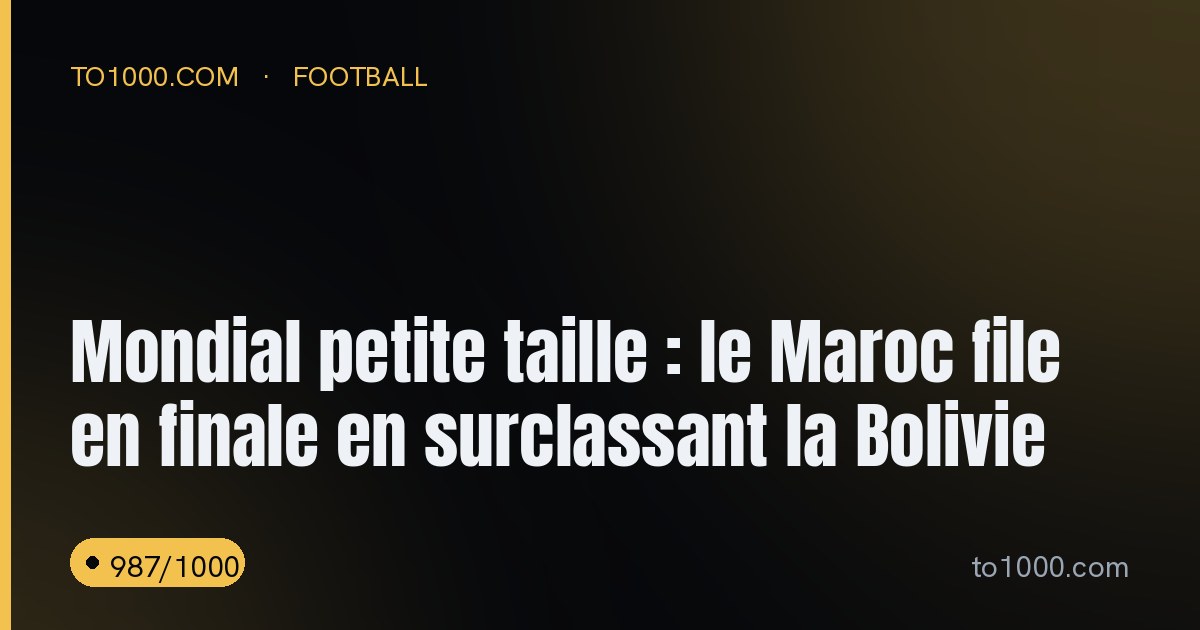 TO1000.COM · FOOTBALL
Mondial petite taille : le Maroc file
en finale en surclassant la Bolivie
987/1000
to1000.com